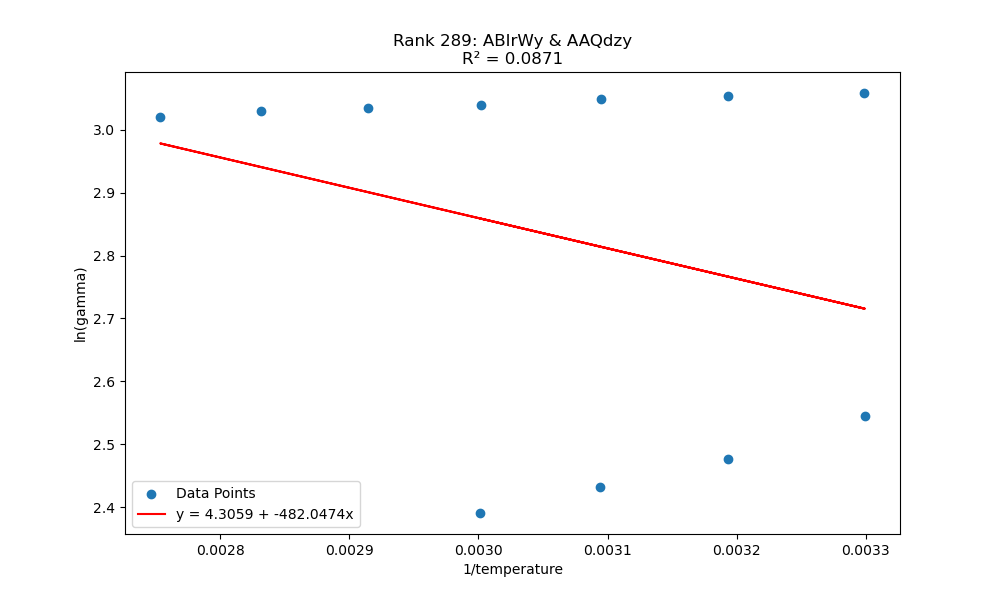 Rank 289: ABIrWy & AAQdzy
R² = 0.0871
ln(gamma)
3.0
2.9
2.8
2.7
2.6
2.5
2.4
Data Points
y = 4.3059 + -482.0474x
0.0028 0.0029 0.0030 0.0031 0.0032 0.0033
1/temperature